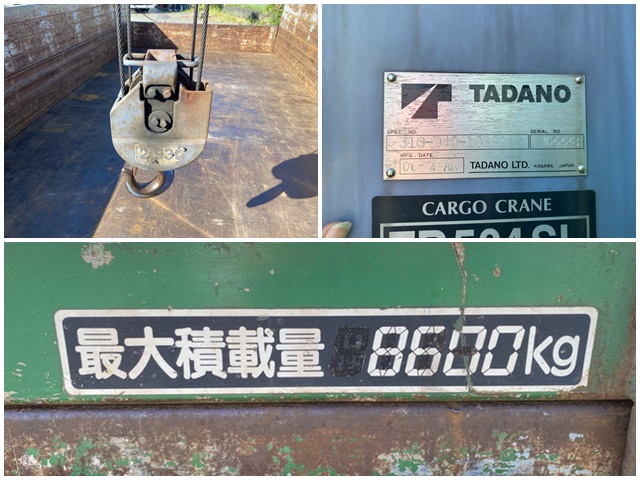 TADANO
SPEC. NO.
SERIAL NO.
MFG. DATE
TADANO LTD. KAGAWA, JAPAN
CARGO CRANE
最大積載量 8600kg